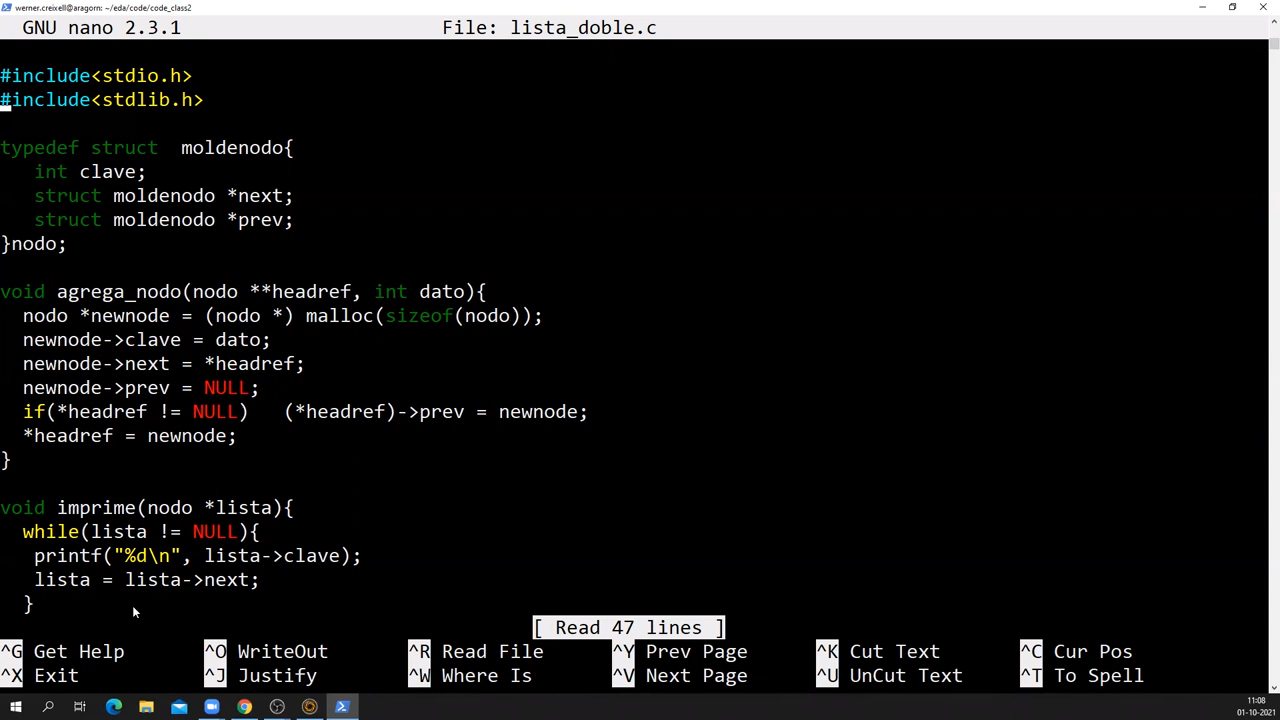 werner.creixell@aragorn: ~/eda/code/code_class2
GNU nano 2.3.1 File: lista_doble.c
#include<stdio.h>
#include<stdlib.h>
typedef struct  moldenodo{
   int clave;
   struct moldenodo *next;
   struct moldenodo *prev;
}nodo;
void agrega_nodo(nodo **headref, int dato){
  nodo *newnode = (nodo *) malloc(sizeof(nodo));
  newnode->clave = dato;
  newnode->next = *headref;
  newnode->prev = NULL;
  if(*headref != NULL)   (*headref)->prev = newnode;
  *headref = newnode;
}
void imprime(nodo *lista){
  while(lista != NULL){
   printf("%d\n", lista->clave);
   lista = lista->next;
  }
[ Read 47 lines ]
^G Get Help ^O WriteOut ^R Read File ^Y Prev Page ^K Cut Text ^C Cur Pos
^X Exit ^J Justify ^W Where Is ^V Next Page ^U UnCut Text ^T To Spell
11:08
01-10-2021